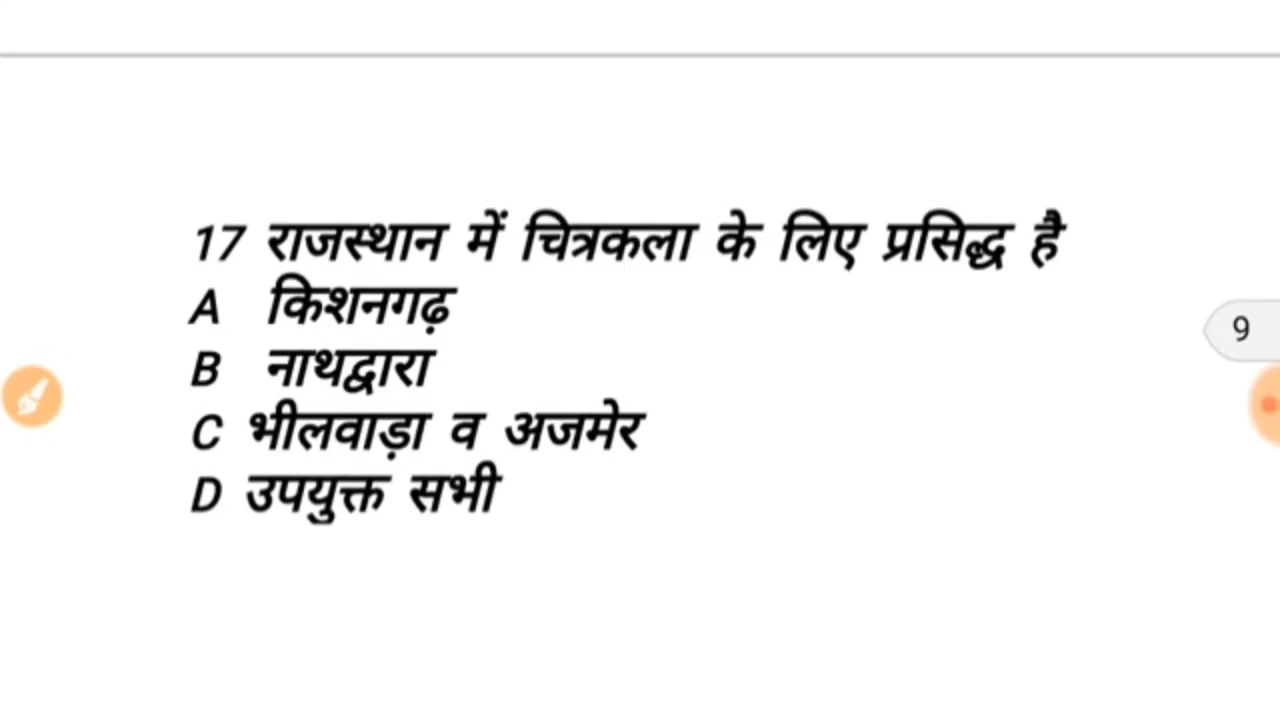 17 राजस्थान में चित्रकला के लिए प्रसिद्ध है
A किशनगढ़
B नाथद्वारा
C भीलवाड़ा व अजमेर
D उपयुक्त सभी
9